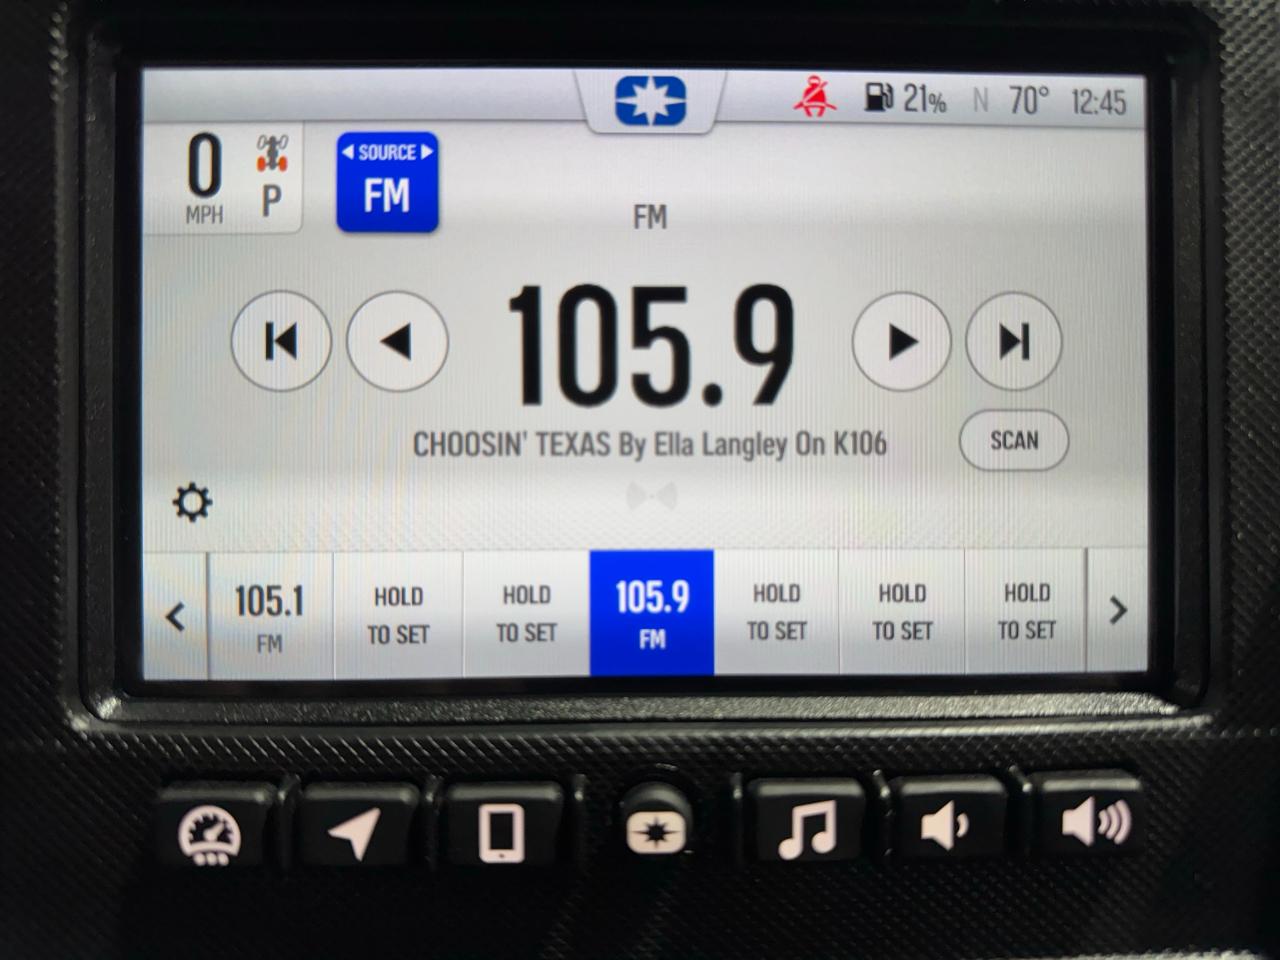 21% N 70° 12:45
0
MPH
P
SOURCE
FM
FM
105.9
CHOOSIN' TEXAS By Ella Langley On K106
SCAN
105.1
FM
HOLD
TO SET
HOLD
TO SET
105.9
FM
HOLD
TO SET
HOLD
TO SET
HOLD
TO SET